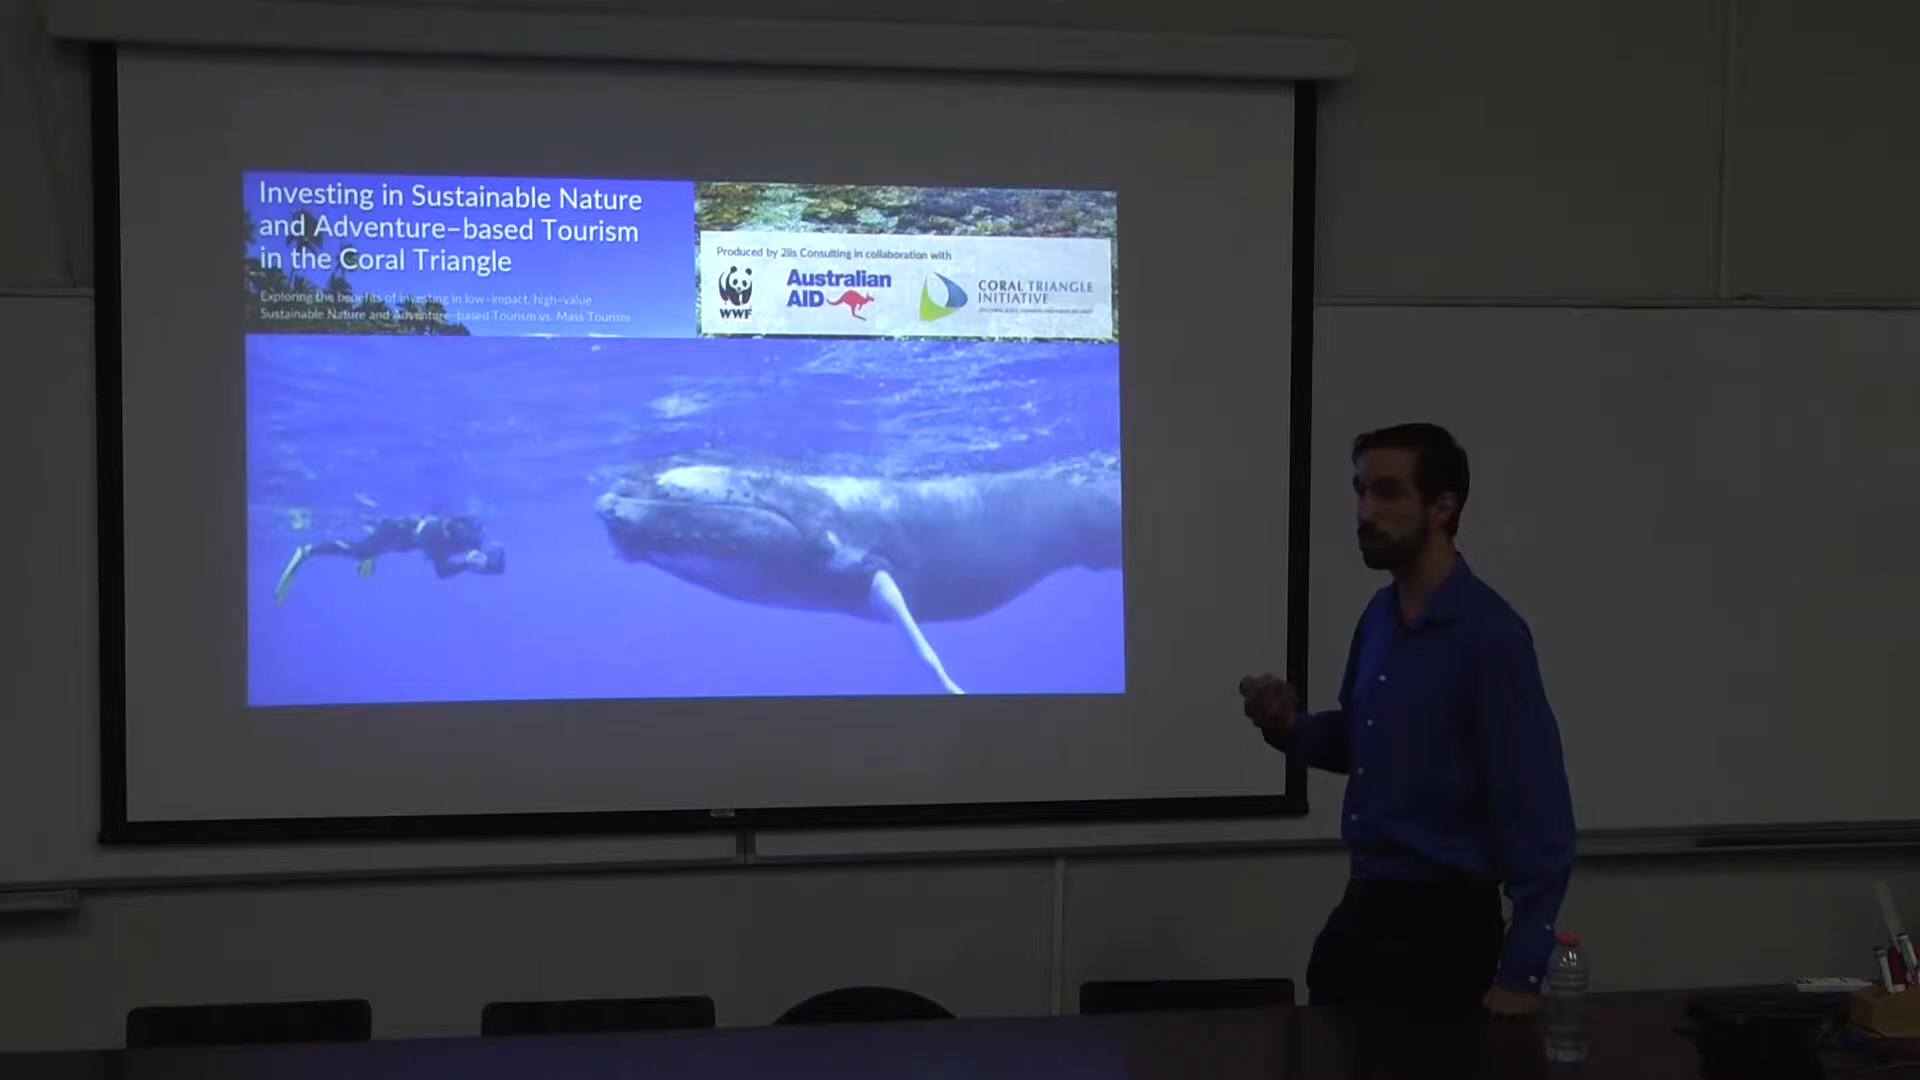 Investing in Sustainable Nature
and Adventure-based Tourism
in the Coral Triangle
Exploring the benefits of investing in low-impact, high-value
Sustainable Nature and Adventure-based Tourism vs. Mass Tourism
Produced by 2iis Consulting in collaboration with
WWF
Australian
AID
CORAL TRIANGLE
INITIATIVE